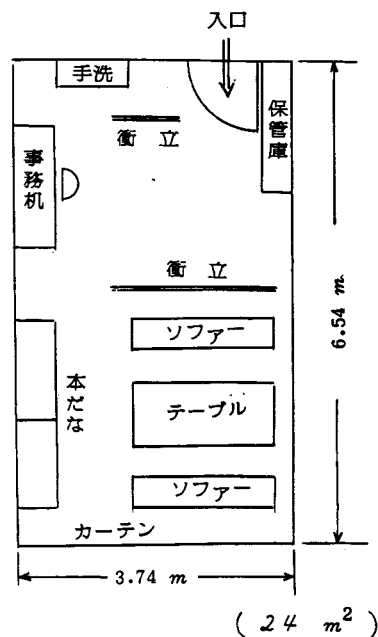 入口
手洗
保管庫
衝 立
事務机
衝 立
ソファー
6.54 m
本だな
テーブル
ソファー
カーテン
3.74 m
( 24 m² )